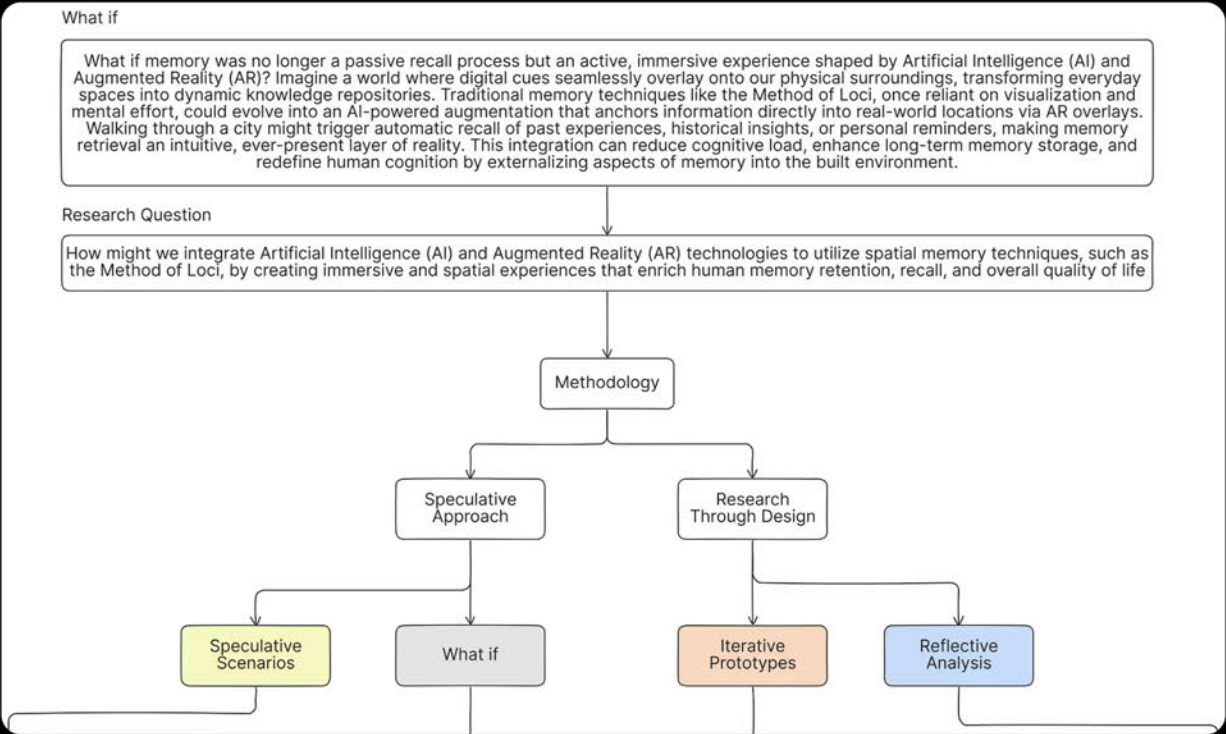 What if
What if memory was no longer a passive recall process but an active, immersive experience shaped by Artificial Intelligence (AI) and
Augmented Reality (AR)? Imagine a world where digital cues seamlessly overlay onto our physical surroundings, transforming everyday
spaces into dynamic knowledge repositories. Traditional memory techniques like the Method of Loci, once reliant on visualization and
mental effort, could evolve into an AI-powered augmentation that anchors information directly into real-world locations via AR overlays.
Walking through a city might trigger automatic recall of past experiences, historical insights, or personal reminders, making memory
retrieval an intuitive, ever-present layer of reality. This integration can reduce cognitive load, enhance long-term memory storage, and
redefine human cognition by externalizing aspects of memory into the built environment.
Research Question
How might we integrate Artificial Intelligence (AI) and Augmented Reality (AR) technologies to utilize spatial memory techniques, such as
the Method of Loci, by creating immersive and spatial experiences that enrich human memory retention, recall, and overall quality of life
Methodology
Speculative
Approach
Research
Through Design
Speculative
Scenarios
What if
Iterative
Prototypes
Reflective
Analysis